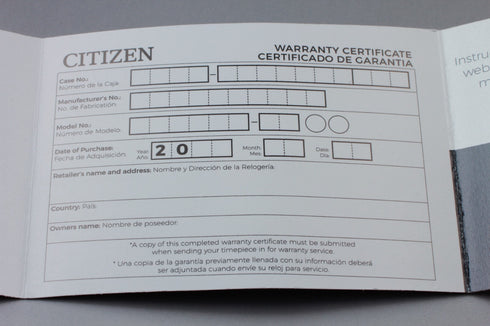 CITIZEN
WARRANTY CERTIFICATE
CERTIFICADO DE GARANTIA
Case No.:
Número de la Caja:
Manufacturer's No.:
No. de Fabricatión:
Model No.:
Número de Modelo:
Date of Purchase: Year: 2 0 Month: Date:
Fecha de Adquisición: Año: Mes: Día:
Retailer's name and address: Nombre y Dirección de la Relogería:
Country: País:
Owners name: Nombre de poseedor:
*A copy of this completed warranty certificate must be submitted
when sending your timepiece in for warranty service.
* Una copia de la garantía previamente llenada con su información deberá
ser adjuntada cuando envíe su reloj para servicio.
Instru
web
m